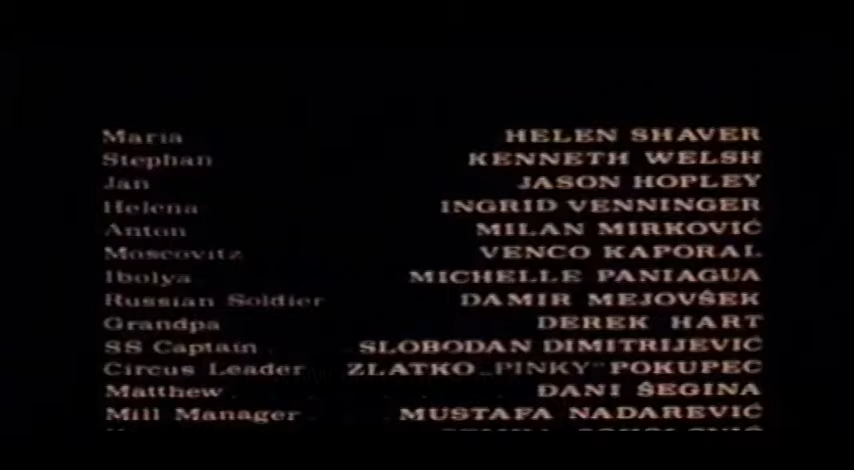 Maria HELEN SHAVER
Stephan KENNETH WELSH
Jan JASON HOPLEY
Helena INGRID VENNINGER
Anton MILAN MIRKOVIĆ
Moscovitz VENCO KAPORAL
Ibolya MICHELLE PANIAGUA
Russian Soldier DAMIR MEJOVŠEK
Grandpa DEREK HART
SS Captain SLOBODAN DIMITRIJEVIĆ
Circus Leader ZLATKO „PINKY" POKUPEC
Matthew DANI ŠEGINA
Mill Manager MUSTAFA NADAREVIĆ